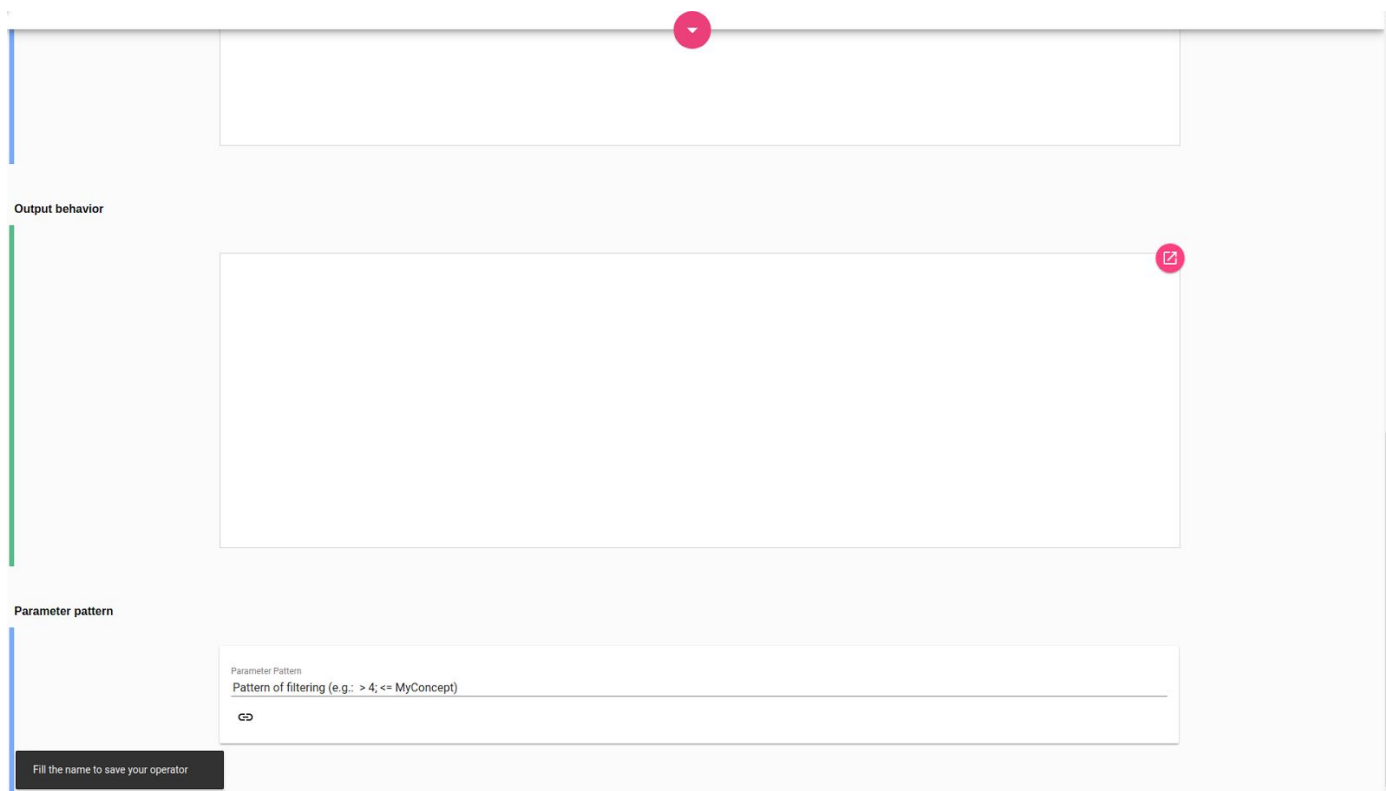 Output behavior
Parameter pattern
Parameter Pattern
Pattern of filtering (e.g.: > 4; <= MyConcept)
Fill the name to save your operator